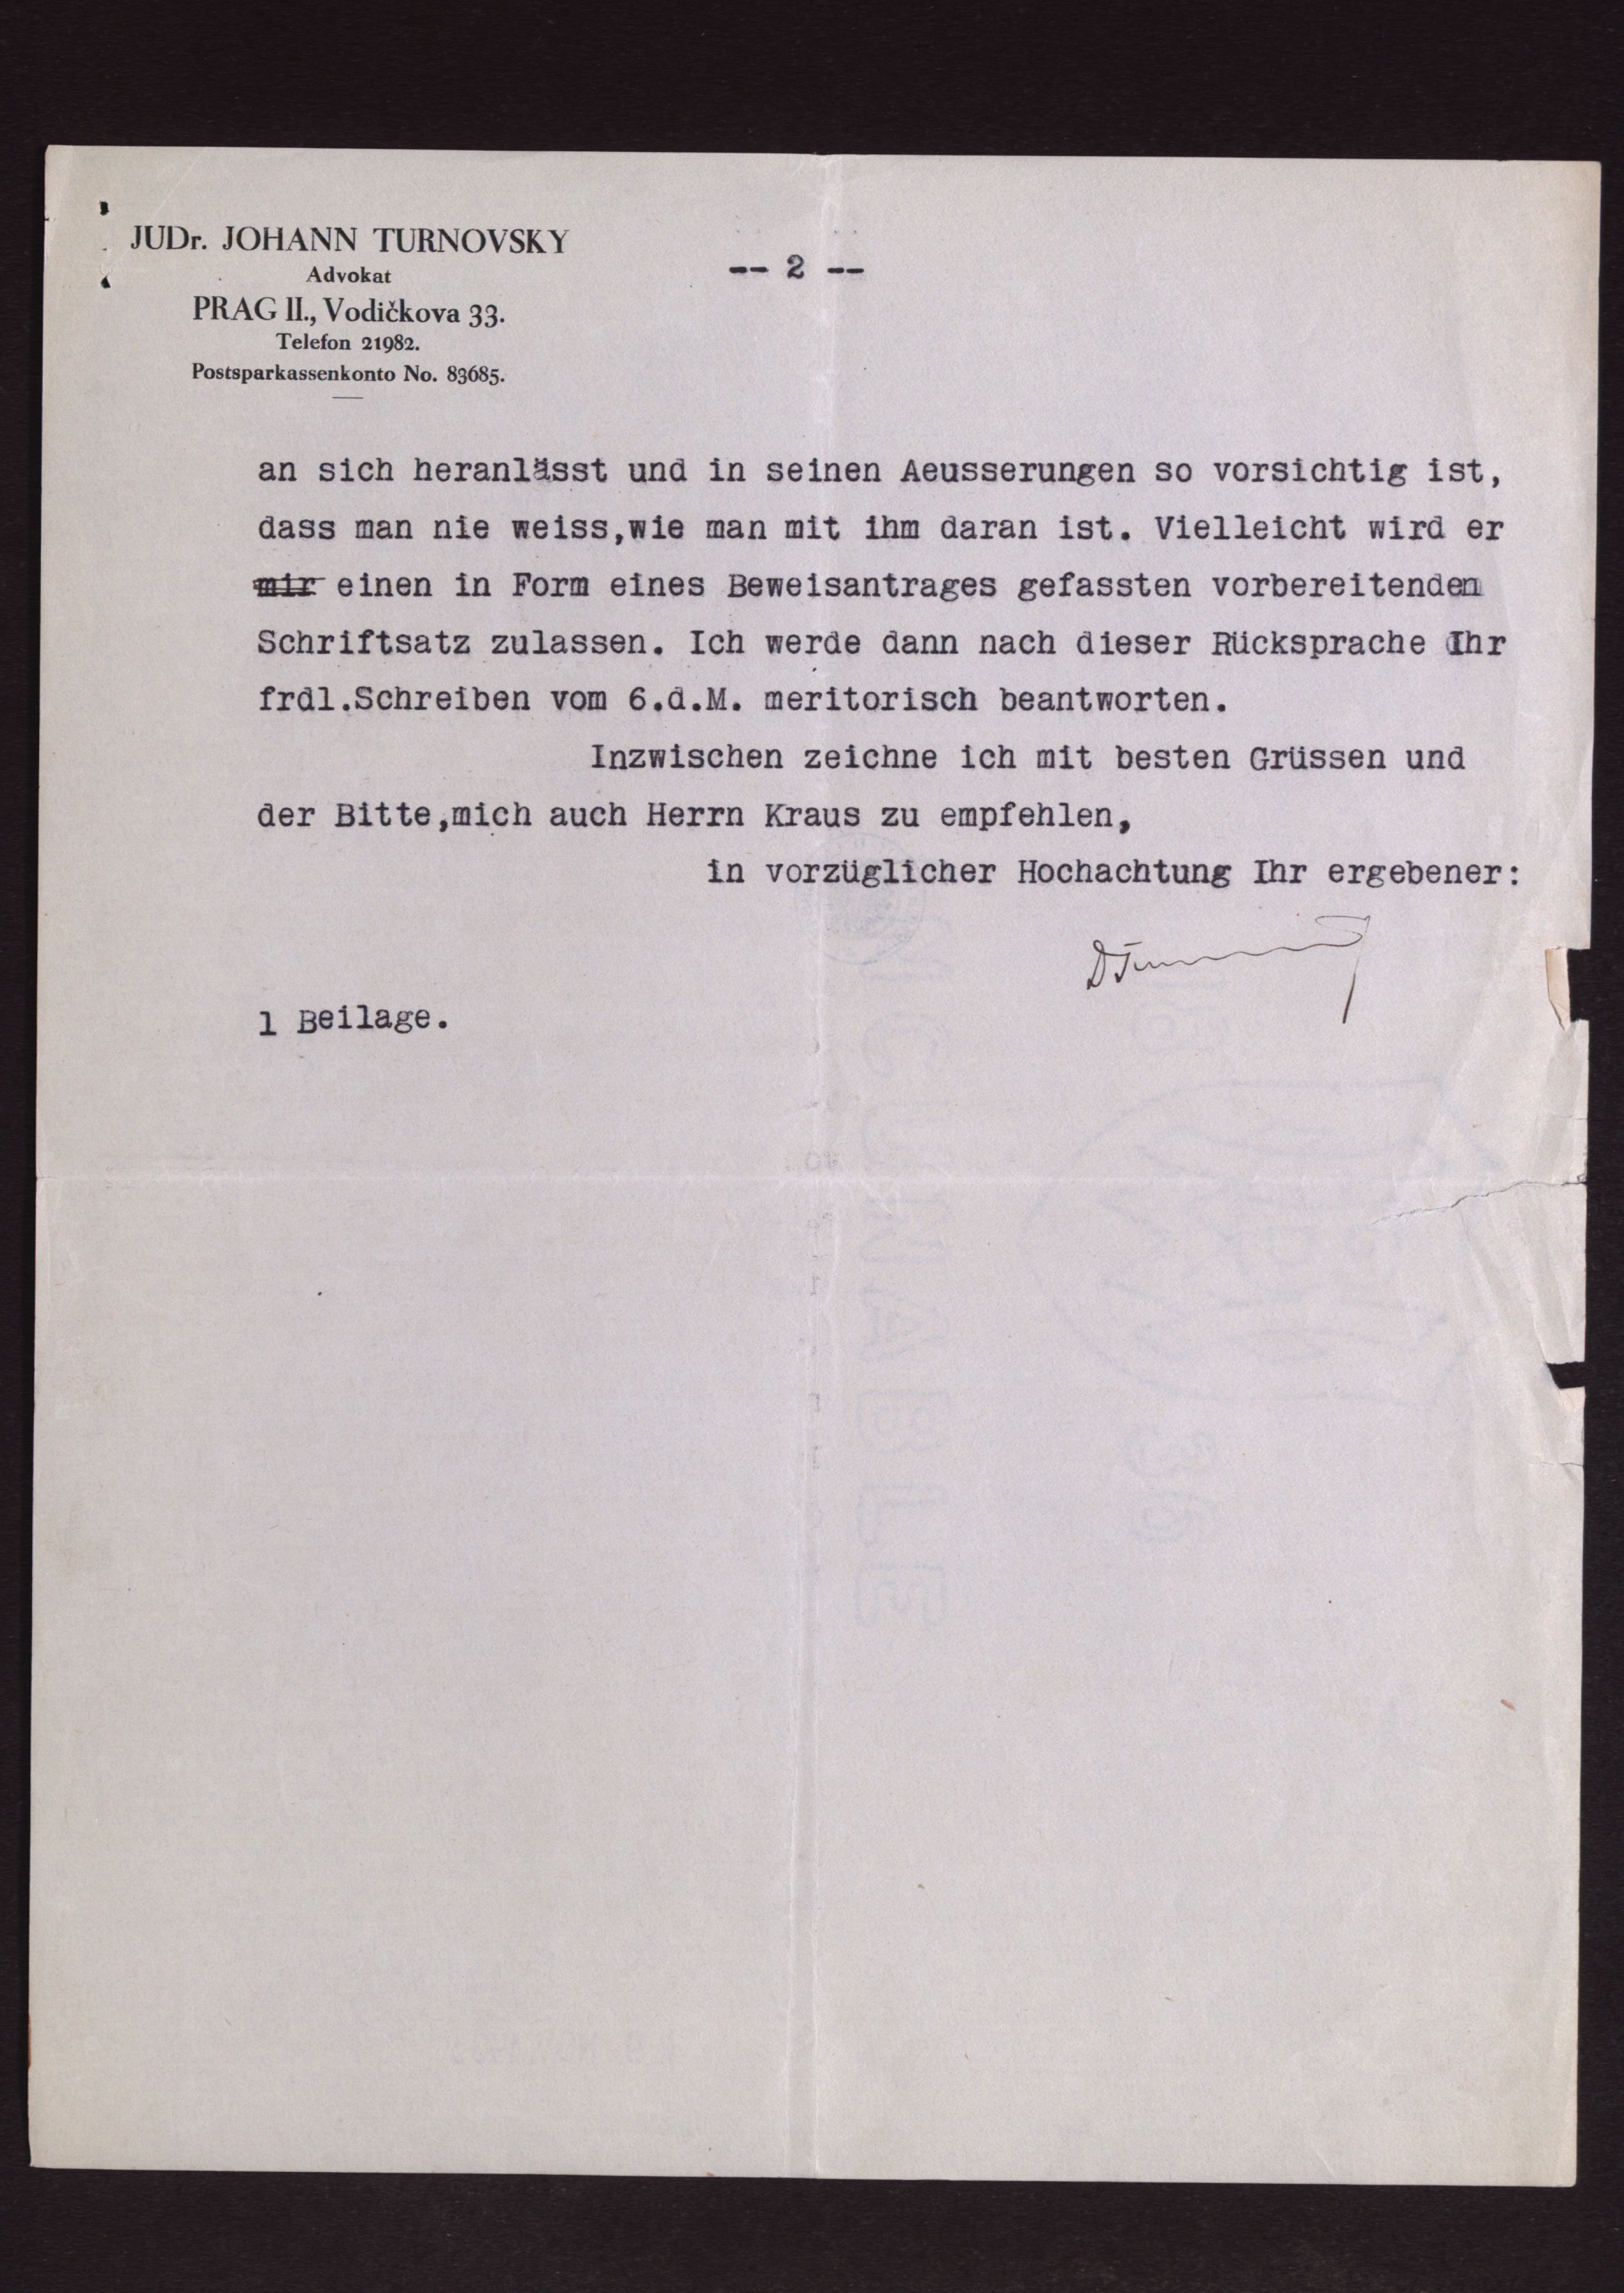 JUDr. JOHANN TURNOVSKY
Advokat
PRAG II., Vodičkova 33.
Telefon 21982.
Postsparkassenkonto No. 83685.
-- 2 --
an sich heranlässt und in seinen Aeusserungen so vorsichtig ist,
dass man nie weiss,wie man mit ihm daran ist. Vielleicht wird er
mir einen in Form eines Beweisantrages gefassten vorbereitenden
Schriftsatz zulassen. Ich werde dann nach dieser Rücksprache Ihr
frdl.Schreiben vom 6.d.M. meritorisch beantworten.
Inzwischen zeichne ich mit besten Grüssen und
der Bitte,mich auch Herrn Kraus zu empfehlen,
in vorzüglicher Hochachtung Ihr ergebener:
1 Beilage.